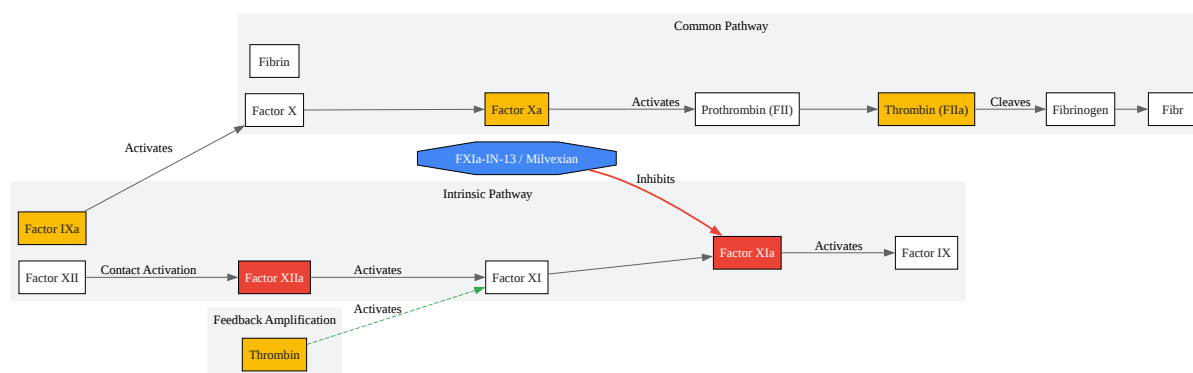 Common Pathway
Fibrin
Factor X
Factor Xa
Activates
Prothrombin (FII)
Thrombin (FIIa)
Cleaves
Fibrinogen
Fibr
Activates
FXIa-IN-13 / Milvexian
Inhibits
Intrinsic Pathway
Factor IXa
Factor XIa
Activates
Factor IX
Factor XII
Contact Activation
Factor XIIa
Activates
Factor XI
Activates
Feedback Amplification
Thrombin